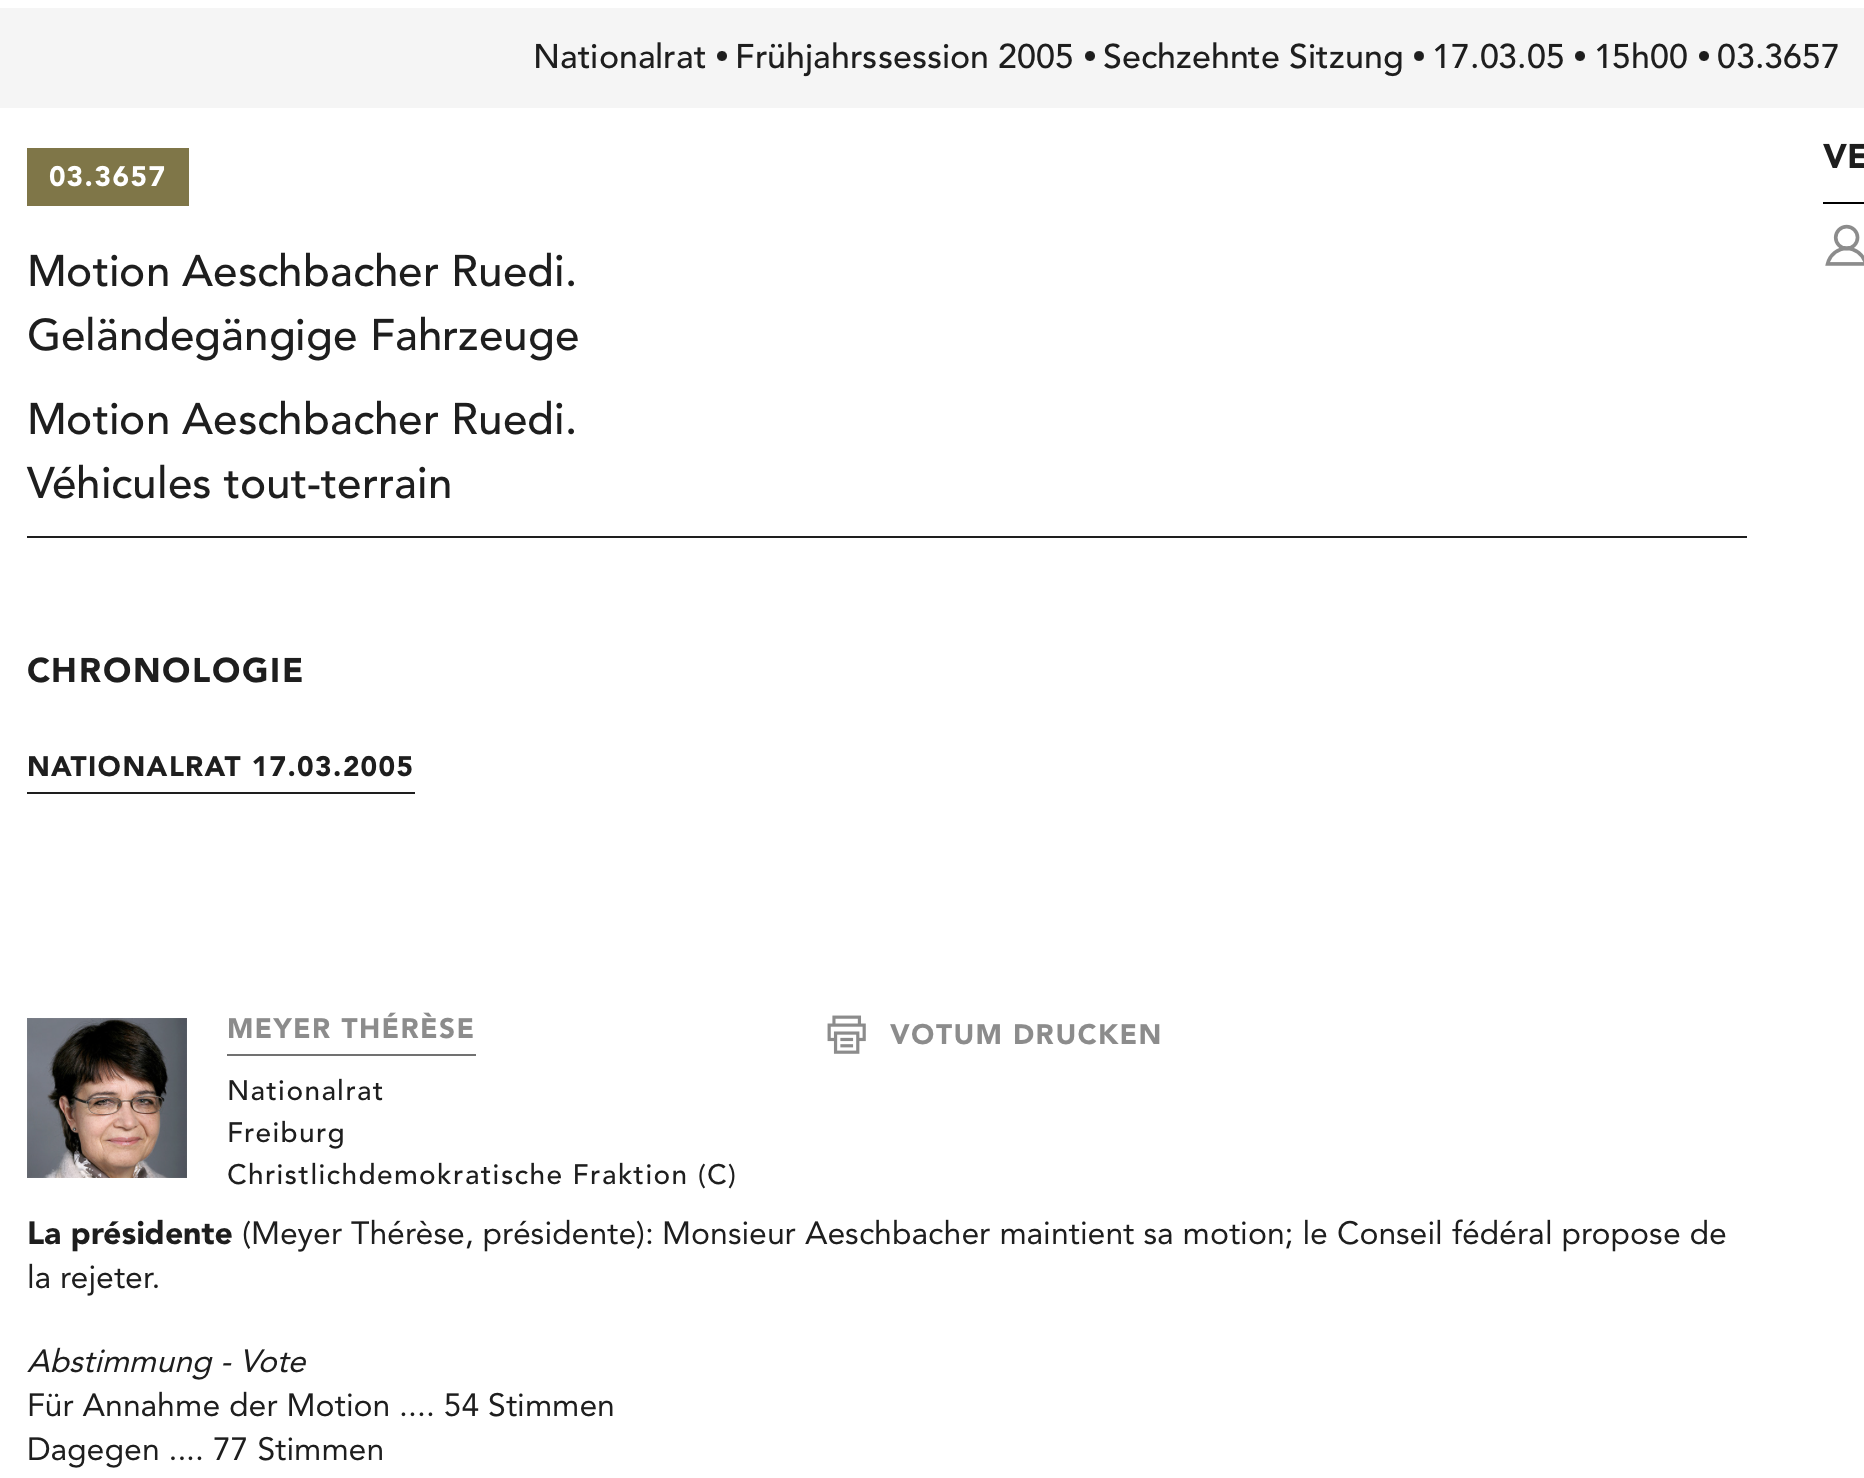 Nationalrat • Frühjahrssession 2005 • Sechzehnte Sitzung • 17.03.05 • 15h00 • 03.3657
03.3657
Motion Aeschbacher Ruedi.
Geländegängige Fahrzeuge
Motion Aeschbacher Ruedi.
Véhicules tout-terrain
CHRONOLOGIE
NATIONALRAT 17.03.2005
MEYER THÉRÈSE
VOTUM DRUCKEN
Nationalrat
Freiburg
Christlichdemokratische Fraktion (C)
La présidente (Meyer Thérèse, présidente): Monsieur Aeschbacher maintient sa motion; le Conseil fédéral propose de
la rejeter.
Abstimmung - Vote
Für Annahme der Motion .... 54 Stimmen
Dagegen .... 77 Stimmen